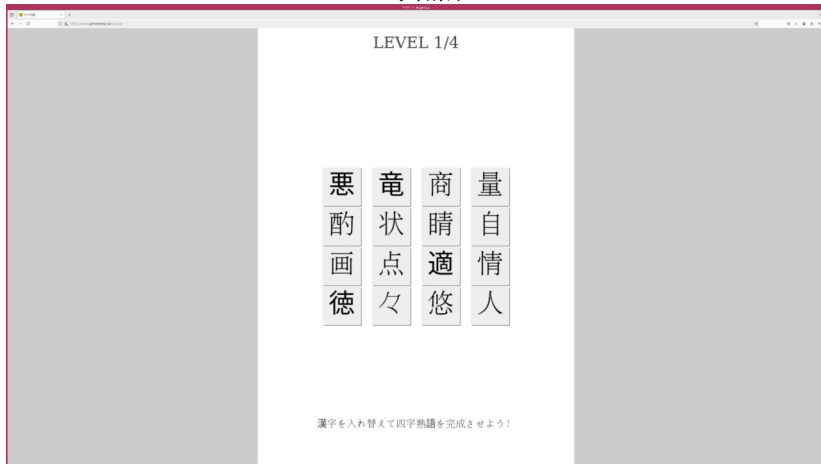 LEVEL 1/4
悪 竜 商 量
酌 状 晴 自
画 点 適 情
徳 々 悠 人
漢字を入れ替えて四字熟語を完成させよう!